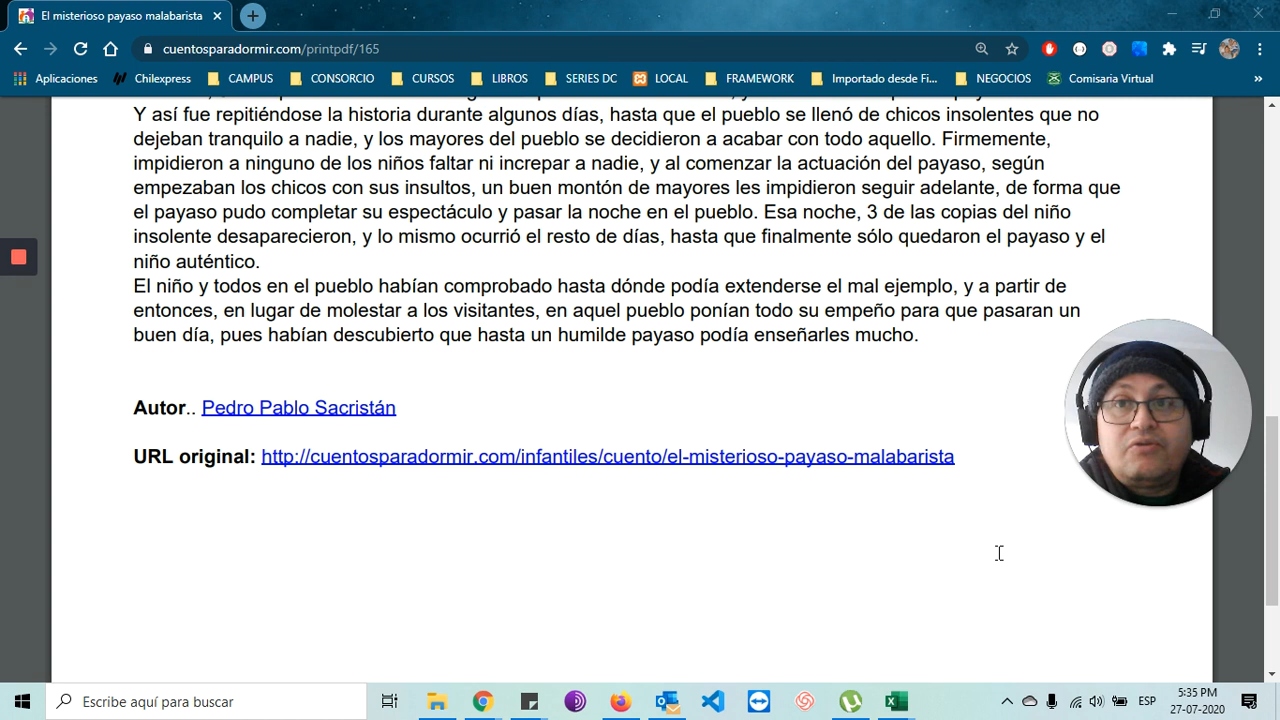 El misterioso payaso malabarista
cuentosparadormir.com/printpdf/165
Aplicaciones Chilexpress CAMPUS CONSORCIO CURSOS LIBROS SERIES DC LOCAL FRAMEWORK Importado desde Fi... NEGOCIOS Comisaria Virtual »
Y así fue repitiéndose la historia durante algunos días, hasta que el pueblo se llenó de chicos insolentes que no
dejaban tranquilo a nadie, y los mayores del pueblo se decidieron a acabar con todo aquello. Firmemente,
impidieron a ninguno de los niños faltar ni increpar a nadie, y al comenzar la actuación del payaso, según
empezaban los chicos con sus insultos, un buen montón de mayores les impidieron seguir adelante, de forma que
el payaso pudo completar su espectáculo y pasar la noche en el pueblo. Esa noche, 3 de las copias del niño
insolente desaparecieron, y lo mismo ocurrió el resto de días, hasta que finalmente sólo quedaron el payaso y el
niño auténtico.
El niño y todos en el pueblo habían comprobado hasta dónde podía extenderse el mal ejemplo, y a partir de
entonces, en lugar de molestar a los visitantes, en aquel pueblo ponían todo su empeño para que pasaran un
buen día, pues habían descubierto que hasta un humilde payaso podía enseñarles mucho.
Autor.. Pedro Pablo Sacristán
URL original: http://cuentosparadormir.com/infantiles/cuento/el-misterioso-payaso-malabarista
Escribe aquí para buscar
ESP
5:35 PM
27-07-2020